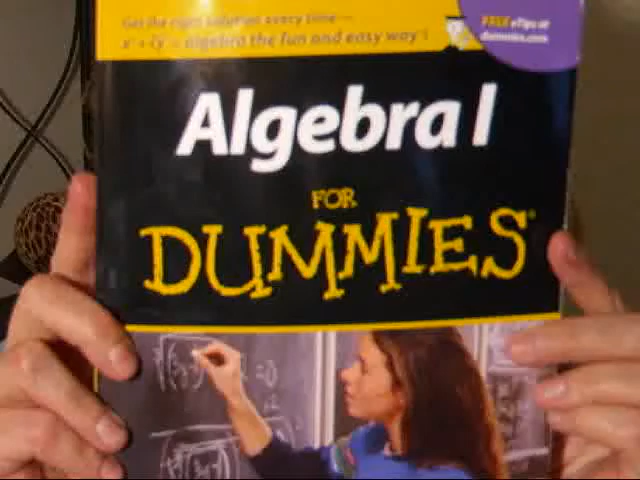 Get the right solution every time—
algebra the fun and easy way!
FREE eTips at
dummies.com
Algebra I
FOR
DUMMIES